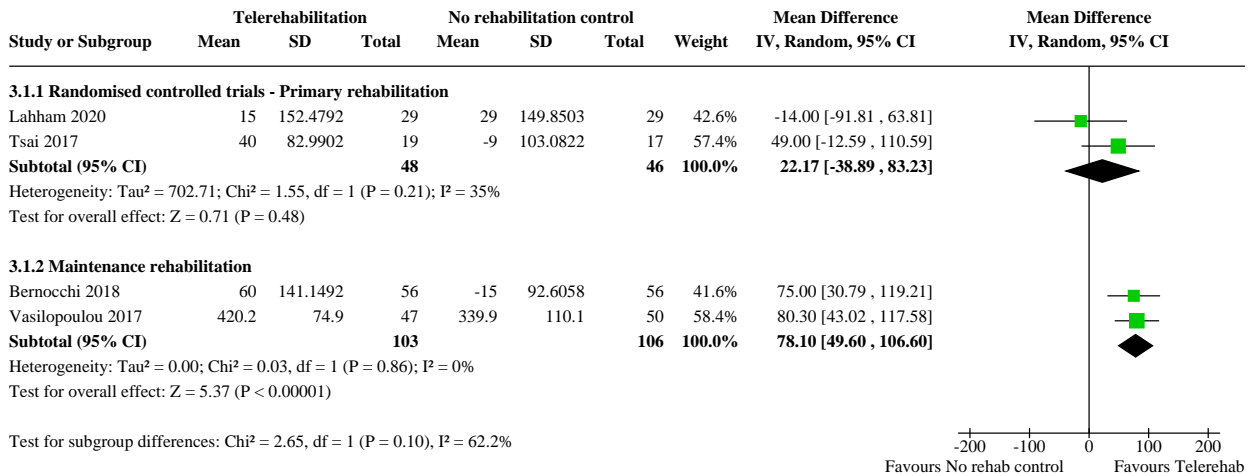 Telerehabilitation No rehabilitation control Mean Difference Mean Difference
Study or Subgroup Mean SD Total Mean SD Total Weight IV, Random, 95% CI IV, Random, 95% CI
3.1.1 Randomised controlled trials - Primary rehabilitation
Lahham 2020 15 152.4792 29 29 149.8503 29 42.6% -14.00 [-91.81 , 63.81]
Tsai 2017 40 82.9902 19 -9 103.0822 17 57.4% 49.00 [-12.59 , 110.59]
Subtotal (95% CI) 48 46 100.0% 22.17 [-38.89 , 83.23]
Heterogeneity: Tau² = 702.71; Chi² = 1.55, df = 1 (P = 0.21); I² = 35%
Test for overall effect: Z = 0.71 (P = 0.48)
3.1.2 Maintenance rehabilitation
Bernocchi 2018 60 141.1492 56 -15 92.6058 56 41.6% 75.00 [30.79 , 119.21]
Vasilopoulou 2017 420.2 74.9 47 339.9 110.1 50 58.4% 80.30 [43.02 , 117.58]
Subtotal (95% CI) 103 106 100.0% 78.10 [49.60 , 106.60]
Heterogeneity: Tau² = 0.00; Chi² = 0.03, df = 1 (P = 0.86); I² = 0%
Test for overall effect: Z = 5.37 (P < 0.00001)
Test for subgroup differences: Chi² = 2.65, df = 1 (P = 0.10), I² = 62.2%
-200 -100 0 100 200
Favours No rehab control Favours Telerehab